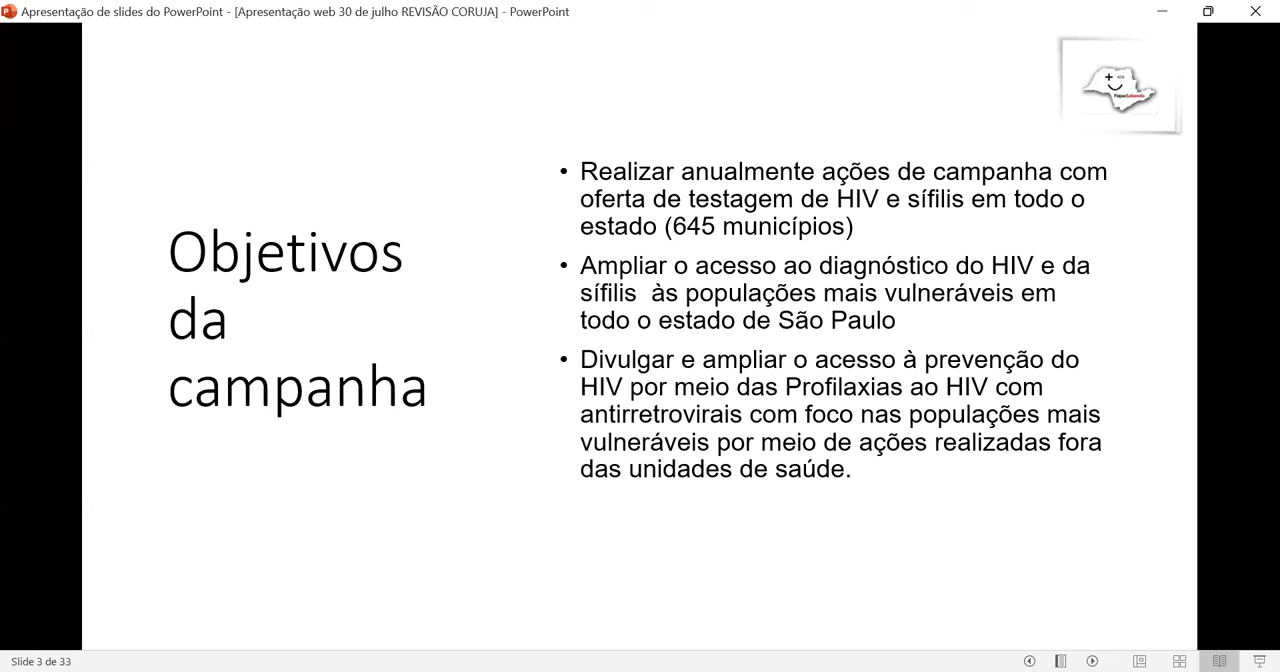 Apresentação de slides do PowerPoint - [Apresentação web 30 de julho REVISÃO CORUJA] - PowerPoint
FiqueSabendo
Objetivos
da
campanha
• Realizar anualmente ações de campanha com
oferta de testagem de HIV e sífilis em todo o
estado (645 municípios)
• Ampliar o acesso ao diagnóstico do HIV e da
sífilis  às populações mais vulneráveis em
todo o estado de São Paulo
• Divulgar e ampliar o acesso à prevenção do
HIV por meio das Profilaxias ao HIV com
antirretrovirais com foco nas populações mais
vulneráveis por meio de ações realizadas fora
das unidades de saúde.
Slide 3 de 33